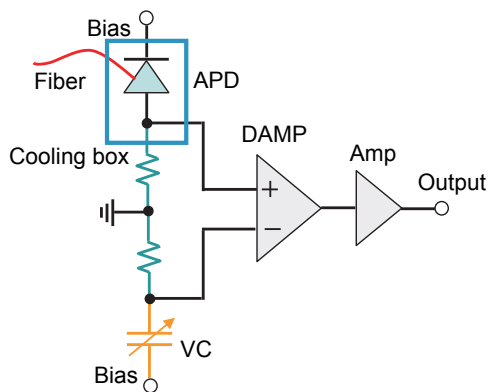 Bias
Fiber
APD
DAMP
Cooling box
Amp
Output
+
−
VC
Bias